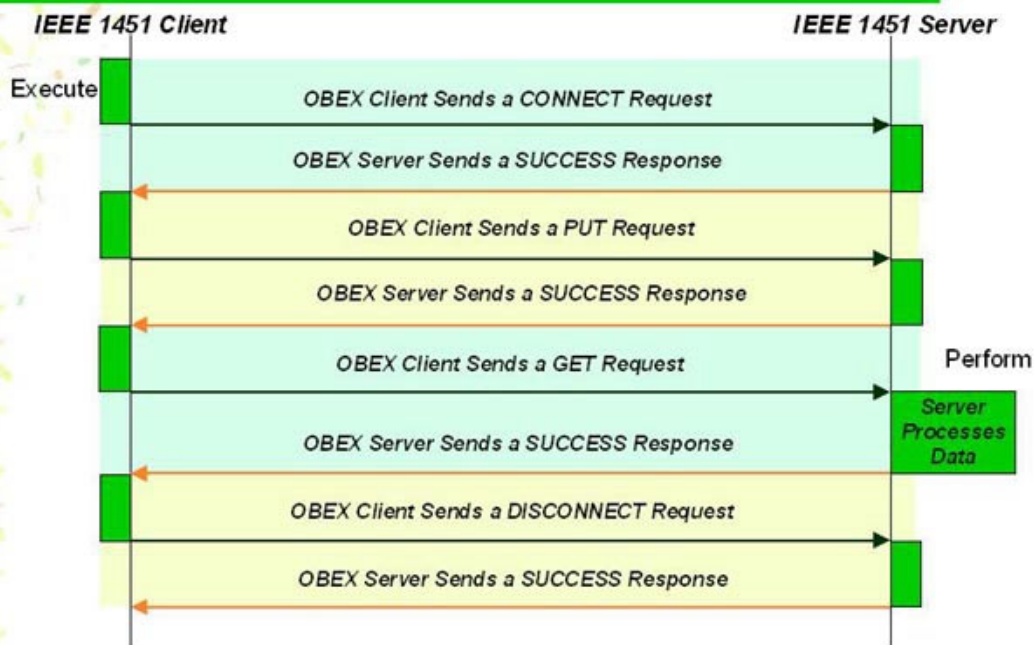 IEEE 1451 Client
IEEE 1451 Server
Execute
OBEX Client Sends a CONNECT Request
OBEX Server Sends a SUCCESS Response
OBEX Client Sends a PUT Request
OBEX Server Sends a SUCCESS Response
OBEX Client Sends a GET Request
Perform
Server
Processes
Data
OBEX Server Sends a SUCCESS Response
OBEX Client Sends a DISCONNECT Request
OBEX Server Sends a SUCCESS Response